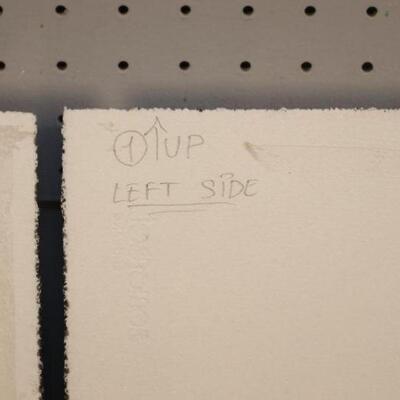 ① ↑ UP
LEFT SIDE